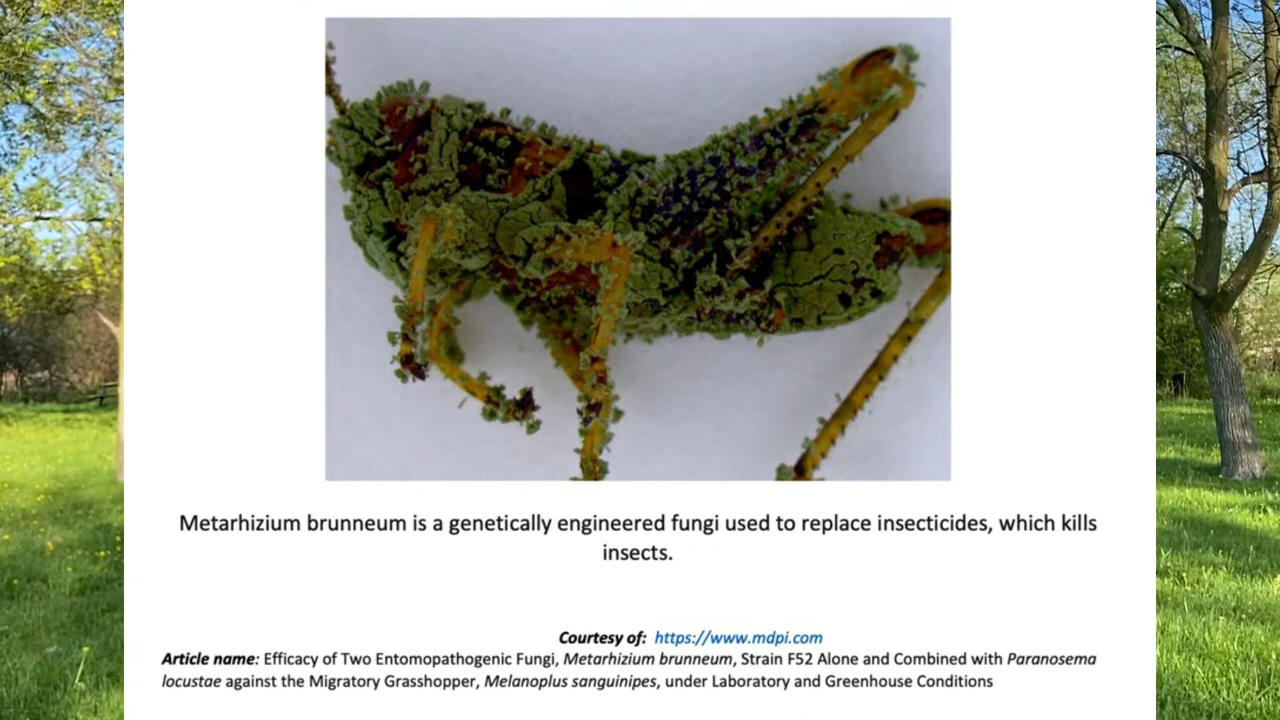 Metarhizium brunneum is a genetically engineered fungi used to replace insecticides, which kills
insects.
Courtesy of: https://www.mdpi.com
Article name: Efficacy of Two Entomopathogenic Fungi, Metarhizium brunneum, Strain F52 Alone and Combined with Paranosema
locustae against the Migratory Grasshopper, Melanoplus sanguinipes, under Laboratory and Greenhouse Conditions